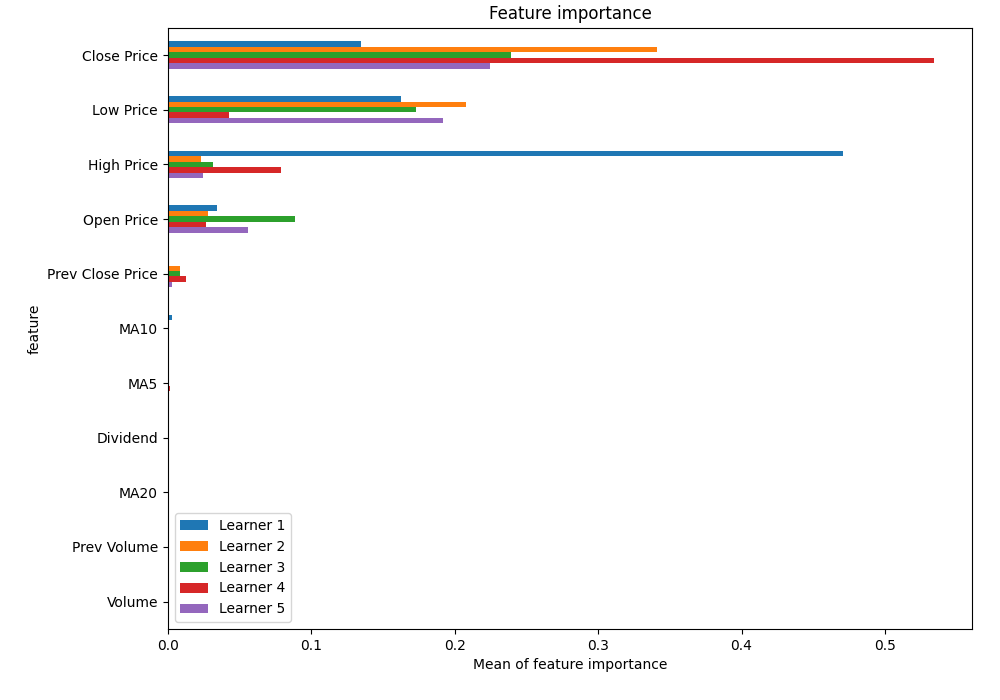 Feature importance
Close Price
Low Price
High Price
Open Price
Prev Close Price
MA10
MA5
Dividend
MA20
Prev Volume
Volume
feature
Learner 1
Learner 2
Learner 3
Learner 4
Learner 5
0.0 0.1 0.2 0.3 0.4 0.5
Mean of feature importance